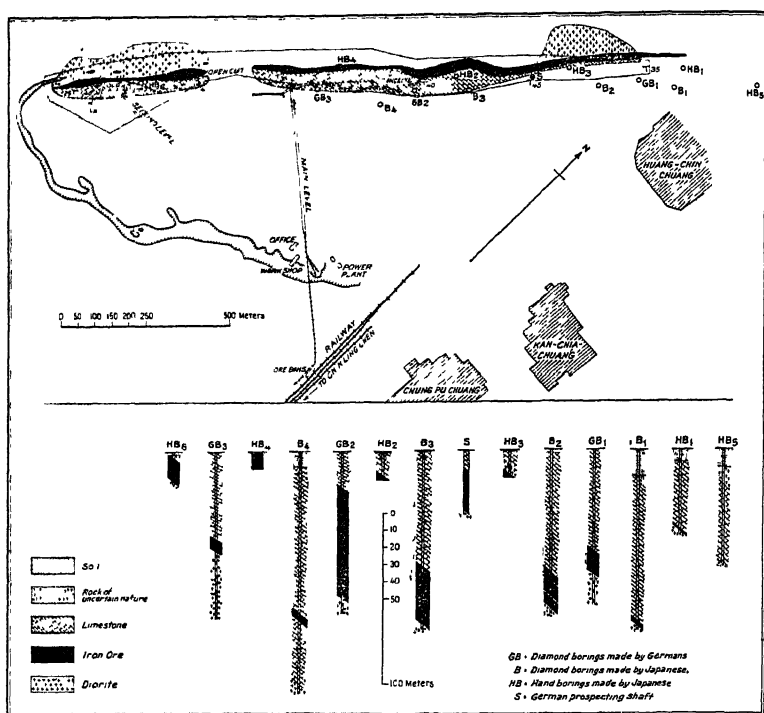 HB4
OPEN CUT
HB3
HB1
35
HB2
B2
GB1
B1
HB5
GB3
B4
GB2
B3
45
N
HUANG-CHIN
CHUANG
MAIN LEVEL
OFFICE
WORK SHOP
POWER
PLANT
0 50 100 150 200 250
500 Meters
RAILWAY
ORE BINS
KAN-CHIA-
CHUANG
CHUNG PU CHUANG
HB6 GB3 HB4 B4 GB2 HB2 B3 S HB3 B2 GB1 B1 HB1 HB5
0
10
20
30
40
50
100 Meters
Soil
Rock of
uncertain nature
Limestone
Iron Ore
Diorite
GB = Diamond borings made by Germans
B = Diamond borings made by Japanese.
HB = Hand borings made by Japanese
S = German prospecting shaft